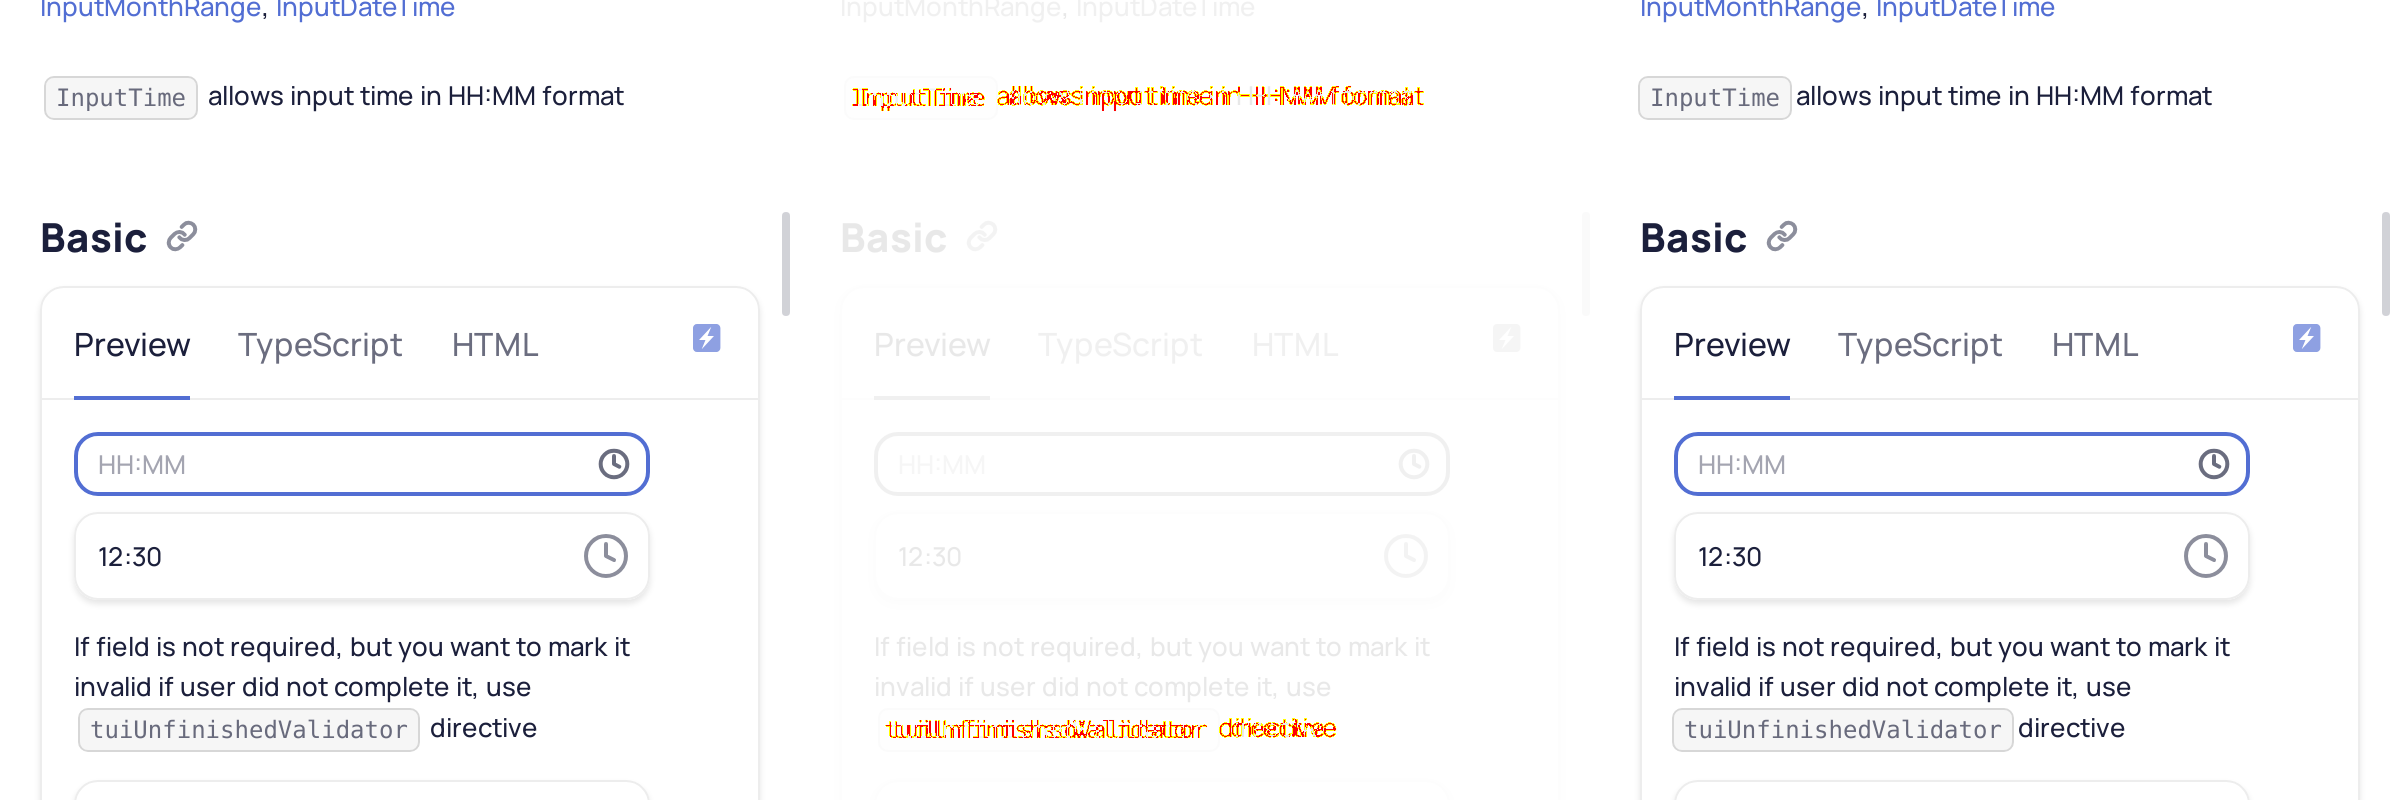 InputMonthRange, InputDateTime
InputTime allows input time in HH:MM format
Basic
Preview TypeScript HTML
HH:MM
12:30
If field is not required, but you want to mark it
invalid if user did not complete it, use
tuiUnfinishedValidator directive
InputMonthRange, InputDateTime
InputTime allows input time in HH:MM format
Basic
Preview TypeScript HTML
HH:MM
12:30
If field is not required, but you want to mark it
invalid if user did not complete it, use
tuiUnfinishedValidator directive
InputMonthRange, InputDateTime
InputTime allows input time in HH:MM format
Basic
Preview TypeScript HTML
HH:MM
12:30
If field is not required, but you want to mark it
invalid if user did not complete it, use
tuiUnfinishedValidator directive